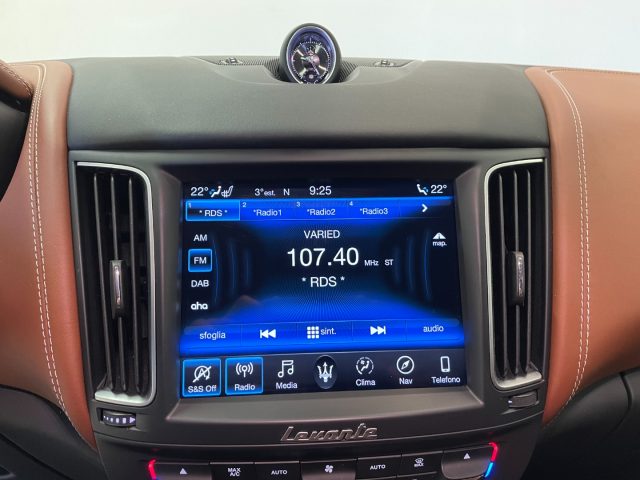 22° 3°est. N 9:25 22°
1 * RDS * 2 *Radio1 3 *Radio2 4 *Radio3
AM
VARIED
map.
FM
107.40 MHz ST
DAB
* RDS *
aha
sfoglia sint. audio
S&S Off Radio Media Clima Nav Telefono
Levante
MAX A/C AUTO AUTO MAX